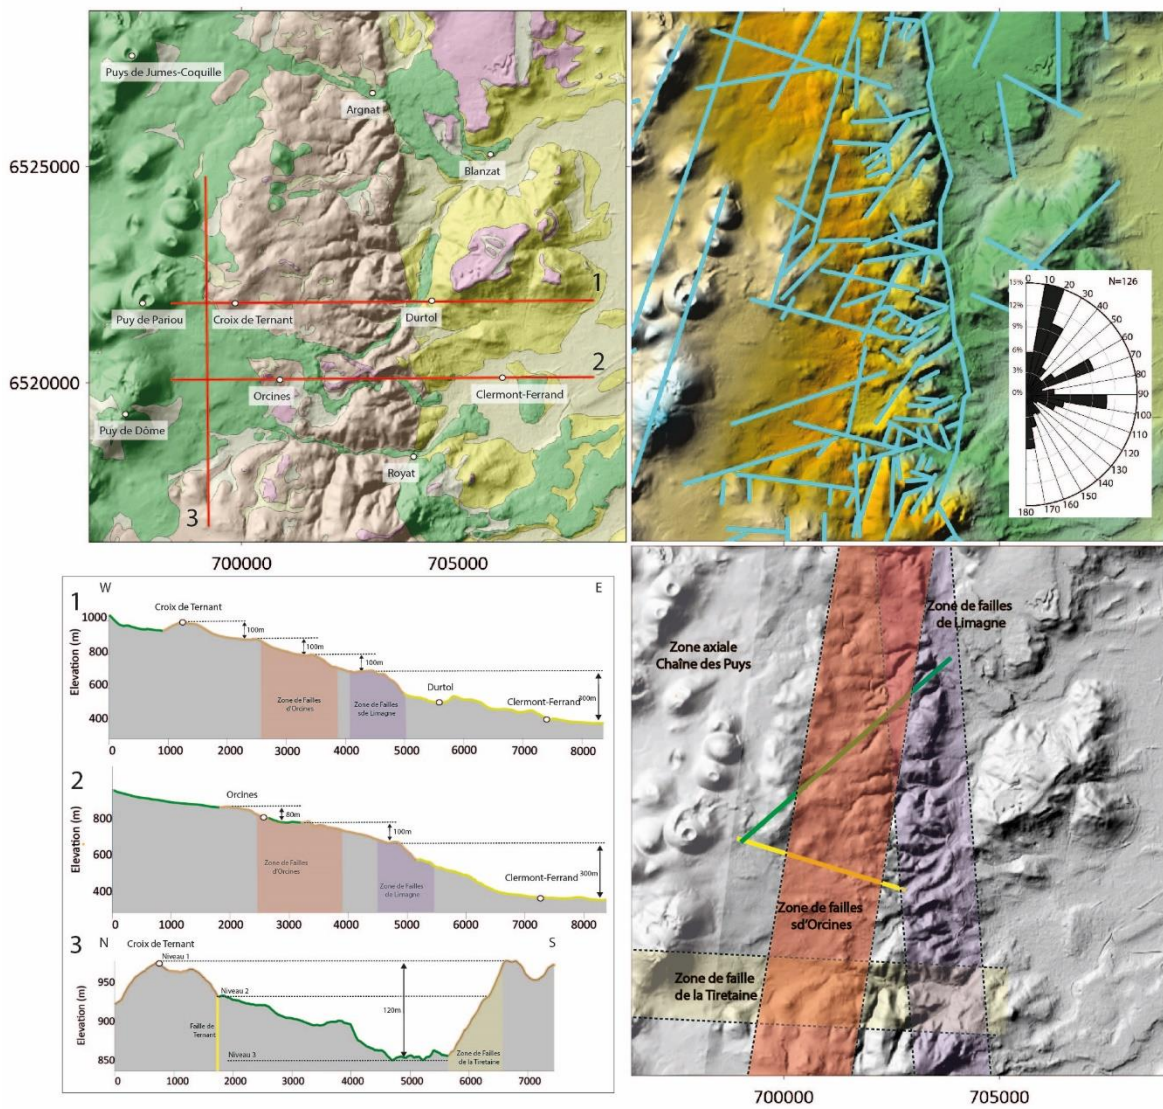 Puys de Jumes-Coquille
Argnat
6525000
Blanzat
1
Puy de Pariou
Croix de Ternant
Durtol
6520000
2
Orcines
Clermont-Ferrand
Puy de Dôme
Royat
3
700000
705000
N=126
0
10
20
30
40
50
60
70
80
90
100
110
120
130
140
150
160
170
180
15%
12%
9%
6%
3%
0%
1
W
E
Croix de Ternant
1000
800
600
400
Elevation (m)
100m
100m
100m
300m
Durtol
Clermont-Ferrand
Zone de Failles
d'Orcines
Zone de Failles
sde Limagne
0
1000
2000
3000
4000
5000
6000
7000
8000
2
Orcines
800
600
400
Elevation (m)
80m
100m
300m
Clermont-Ferrand
Zone de Failles
d'Orcines
Zone de Failles
de Limagne
0
1000
2000
3000
4000
5000
6000
7000
8000
3
N
Croix de Ternant
S
Niveau 1
950
900
850
Elevation (m)
Niveau 2
120m
Faille de
Ternant
Niveau 3
Zone de Failles
de la Tiretaine
0
2000
3000
4000
5000
6000
7000
Zone de failles
de Limagne
Zone axiale
Chaîne des Puys
Zone de failles
sd'Orcines
Zone de faille
de la Tiretaine
700000
705000